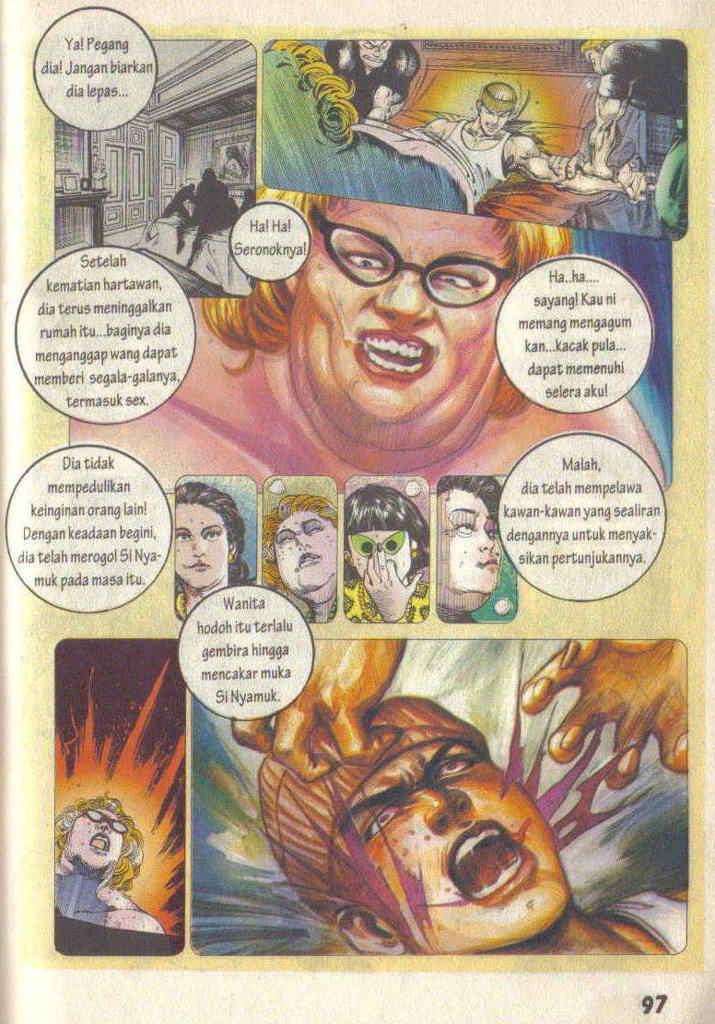 Ya! Pegang
dia! Jangan biarkan
dia lepas...
Ha! Ha!
Seronoknya!
Setelah
kematian hartawan,
dia terus meninggalkan
rumah itu...baginya dia
menganggap wang dapat
memberi segala-galanya,
termasuk sex.
Ha..ha....
sayang! Kau ni
memang mengagum
kan...kacak pula...
dapat memenuhi
selera aku!
Dia tidak
mempedulikan
keinginan orang lain!
Dengan keadaan begini,
dia telah merogol Si Nya-
muk pada masa itu.
Malah,
dia telah mempelawa
kawan-kawan yang sealiran
dengannya untuk menyak-
sikan pertunjukannya.
Wanita
hodoh itu terlalu
gembira hingga
mencakar muka
Si Nyamuk.
97